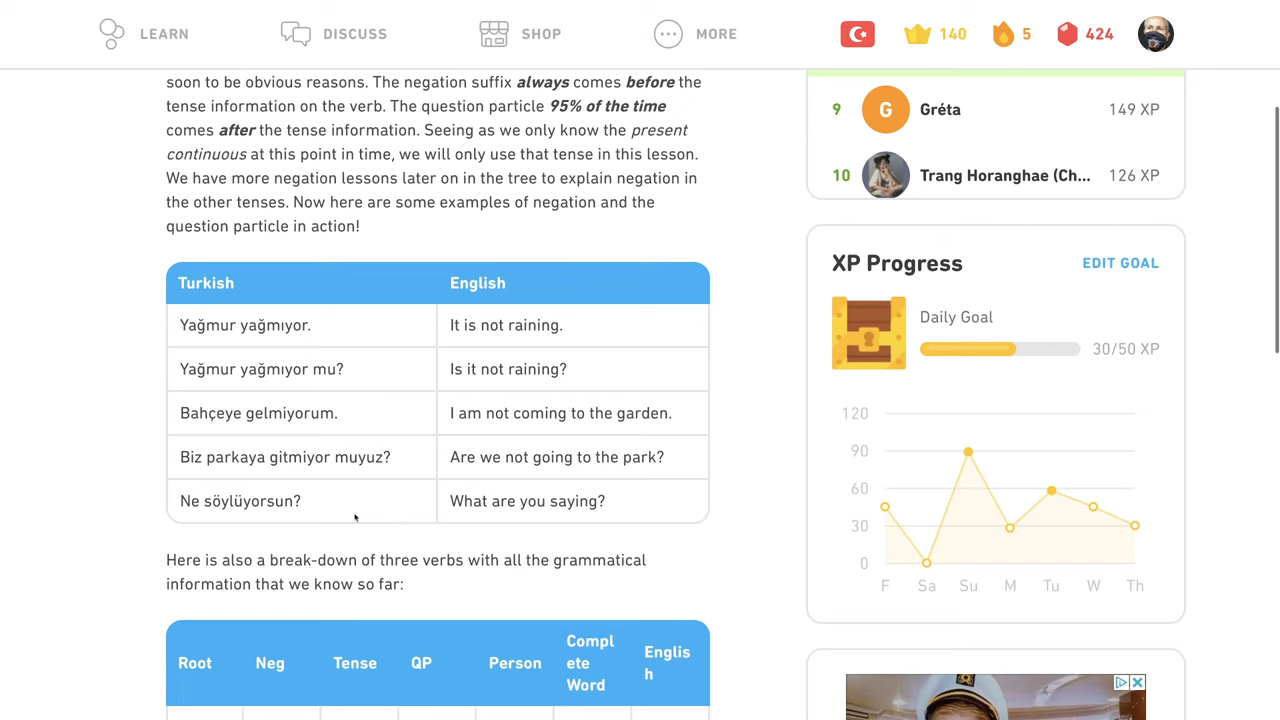 LEARN
DISCUSS
SHOP
MORE
140
5
424
soon to be obvious reasons. The negation suffix always comes before the
tense information on the verb. The question particle 95% of the time
comes after the tense information. Seeing as we only know the present
continuous at this point in time, we will only use that tense in this lesson.
We have more negation lessons later on in the tree to explain negation in
the other tenses. Now here are some examples of negation and the
question particle in action!
Turkish English
Yağmur yağmıyor. It is not raining.
Yağmur yağmıyor mu? Is it not raining?
Bahçeye gelmiyorum. I am not coming to the garden.
Biz parkaya gitmiyor muyuz? Are we not going to the park?
Ne söylüyorsun? What are you saying?
Here is also a break-down of three verbs with all the grammatical
information that we know so far:
Root Neg Tense QP Person Compl
ete
Word Englis
h
9 G Gréta 149 XP
10 Trang Horanghae (Ch... 126 XP
XP Progress EDIT GOAL
Daily Goal
30/50 XP
120
90
60
30
0
F Sa Su M Tu W Th